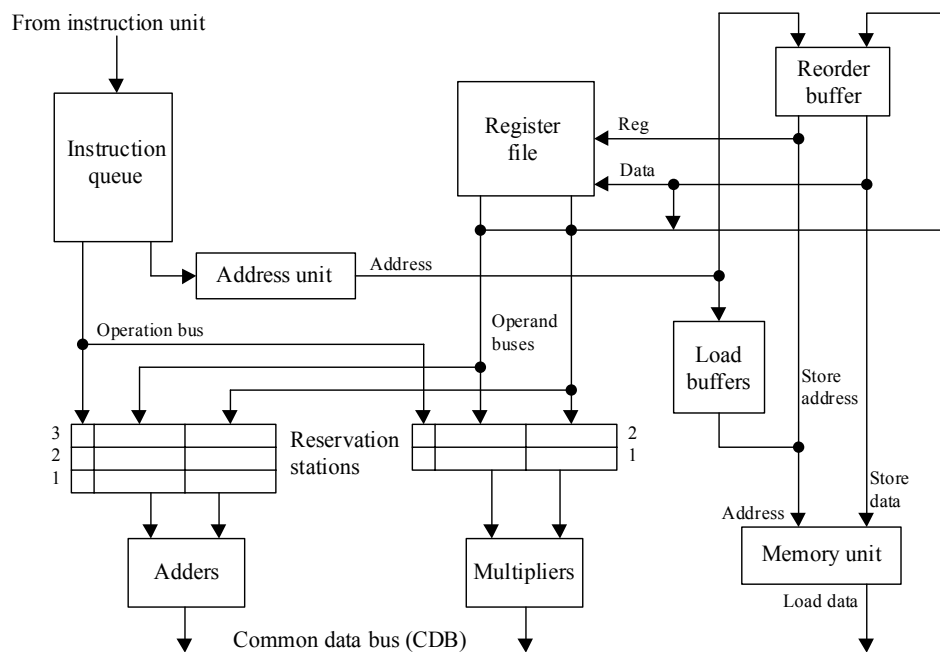 From instruction unit
Reorder
buffer
Instruction
queue
Register
file
Reg
Data
Address unit
Address
Operation bus
Operand
buses
Load
buffers
Store
address
3
2
1
Reservation
stations
2
1
Store
data
Address
Adders
Multipliers
Memory unit
Load data
Common data bus (CDB)